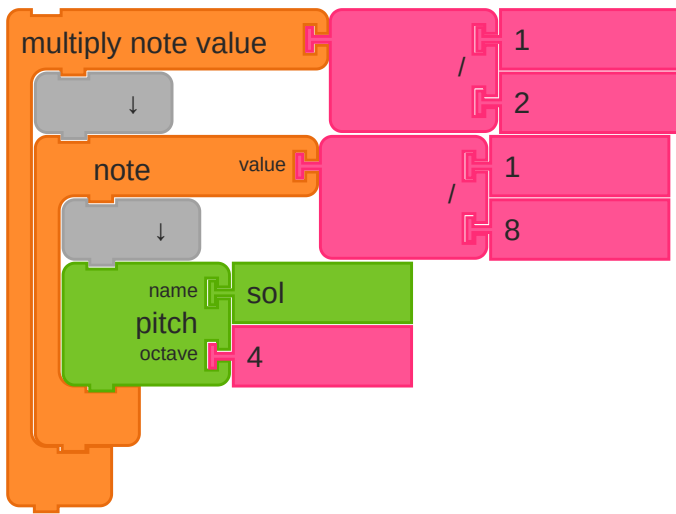 multiply note value / 1
2
↓
note value / 1
8
↓
name sol
pitch
octave 4